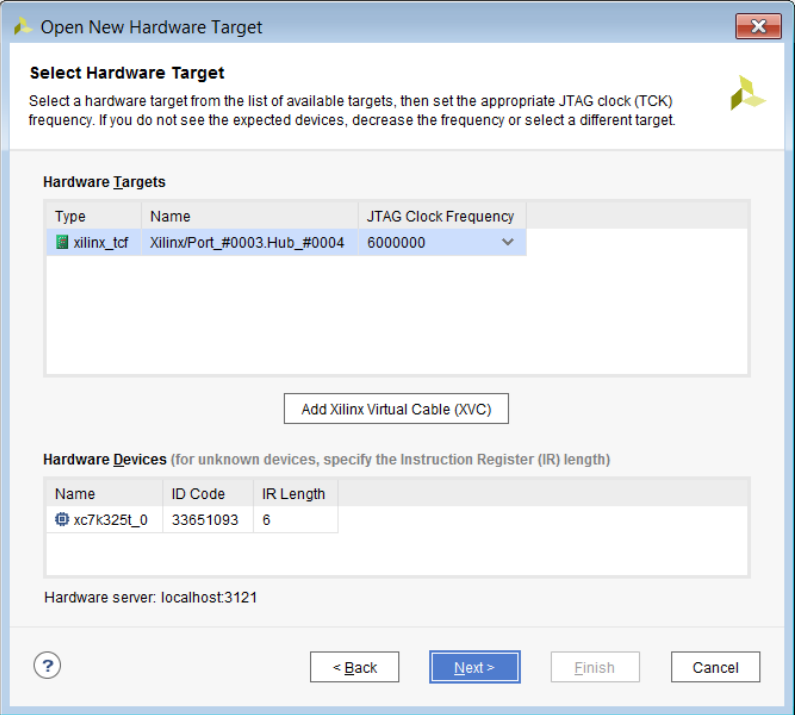 Open New Hardware Target
Select Hardware Target
Select a hardware target from the list of available targets, then set the appropriate JTAG clock (TCK)
frequency. If you do not see the expected devices, decrease the frequency or select a different target.
Hardware Targets
Type Name JTAG Clock Frequency
xilinx_tcf Xilinx/Port_#0003.Hub_#0004 6000000
Add Xilinx Virtual Cable (XVC)
Hardware Devices (for unknown devices, specify the Instruction Register (IR) length)
Name ID Code IR Length
xc7k325t_0 33651093 6
Hardware server: localhost:3121
? < Back Next > Finish Cancel